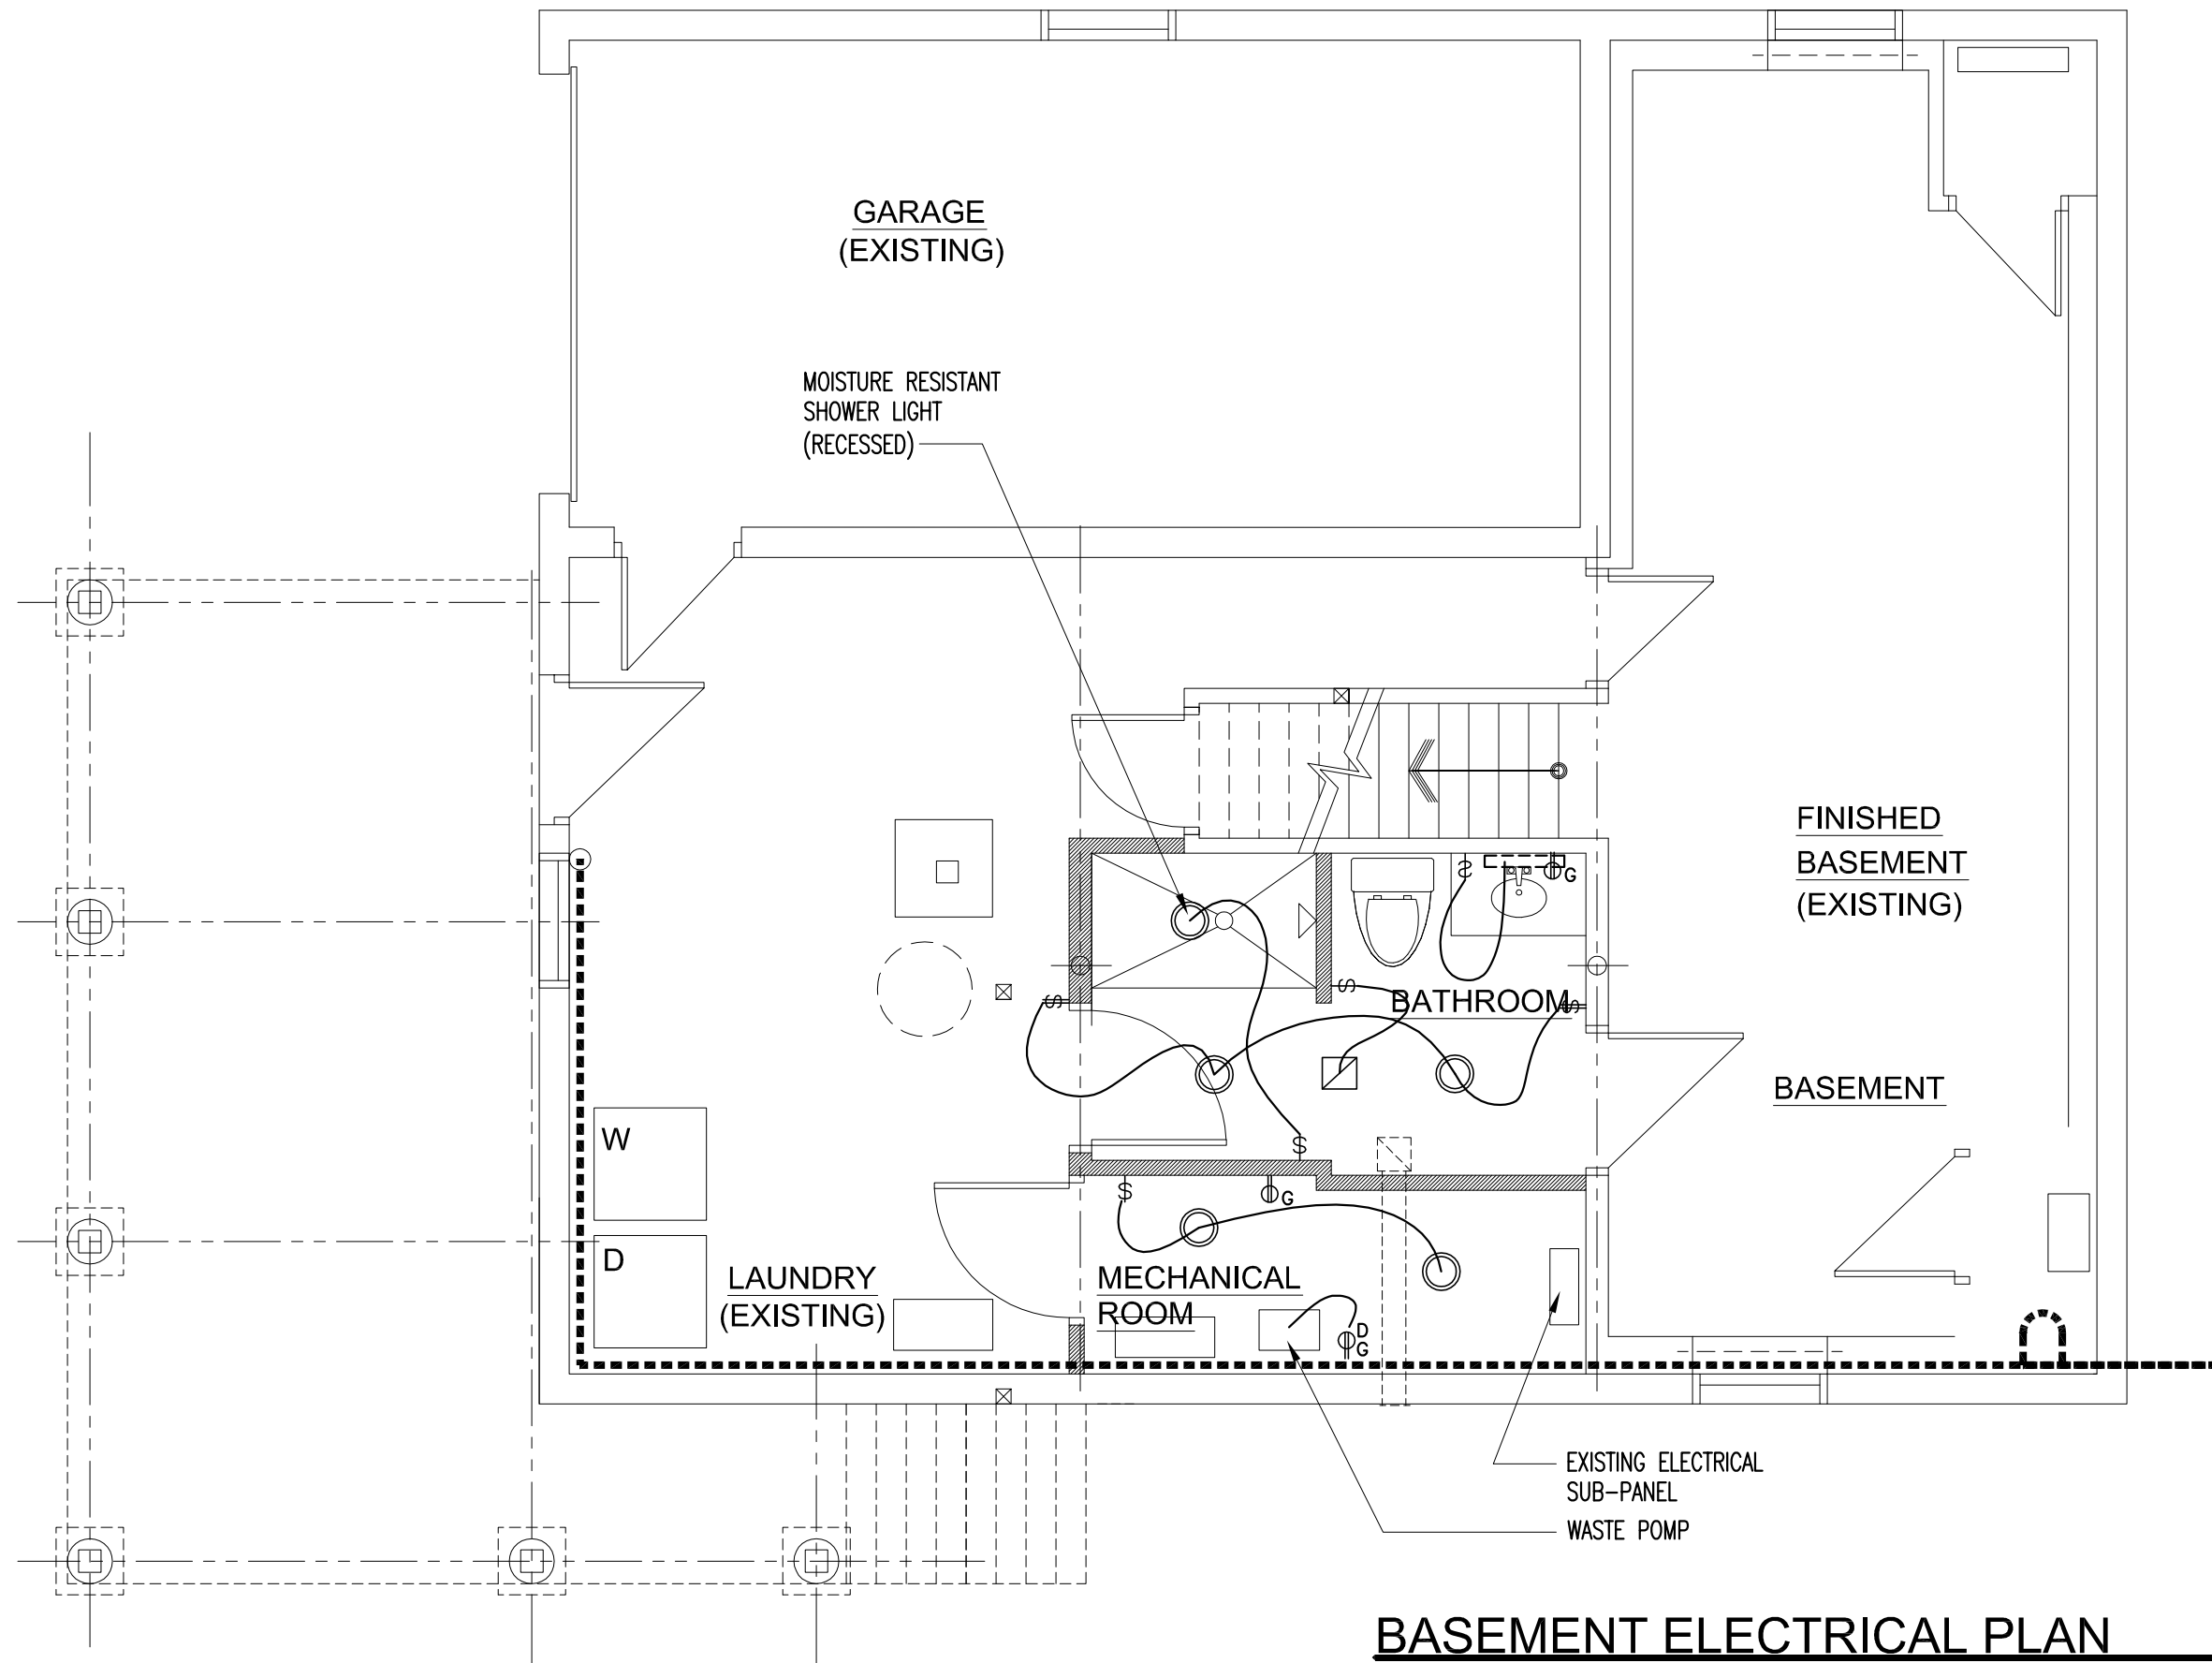 GARAGE
(EXISTING)
MOISTURE RESISTANT
SHOWER LIGHT
(RECESSED)
FINISHED
BASEMENT
(EXISTING)
$
G
$
$
BATHROOM
$
BASEMENT
W
$
$
G
D
LAUNDRY
(EXISTING)
MECHANICAL
ROOM
D
G
EXISTING ELECTRICAL
SUB-PANEL
WASTE POMP
BASEMENT ELECTRICAL PLAN